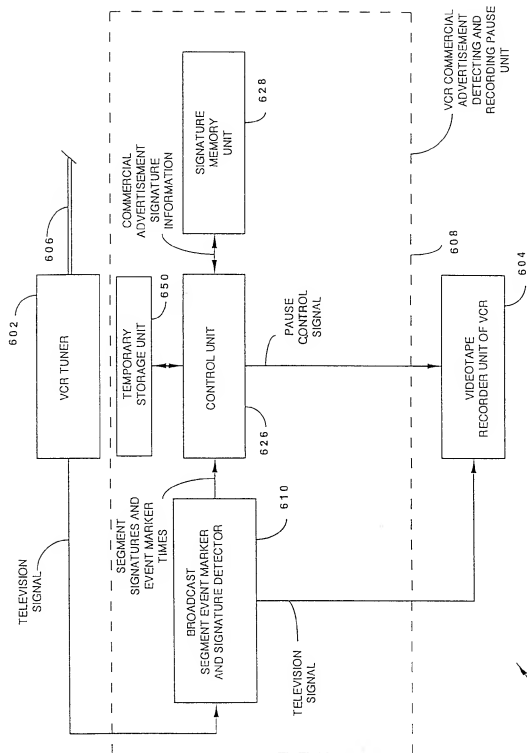 602
VCR TUNER
606
TELEVISION
SIGNAL
TEMPORARY
STORAGE UNIT
650
COMMERCIAL
ADVERTISEMENT
SIGNATURE
INFORMATION
SEGMENT
SIGNATURES AND
EVENT MARKER
TIMES
BROADCAST
SEGMENT EVENT MARKER
AND SIGNATURE DETECTOR
610
CONTROL UNIT
626
SIGNATURE
MEMORY
UNIT
628
PAUSE
CONTROL
SIGNAL
TELEVISION
SIGNAL
608
VCR COMMERCIAL
ADVERTISEMENT
DETECTING AND
RECORDING PAUSE
UNIT
VIDEOTAPE
RECORDER UNIT OF VCR
604